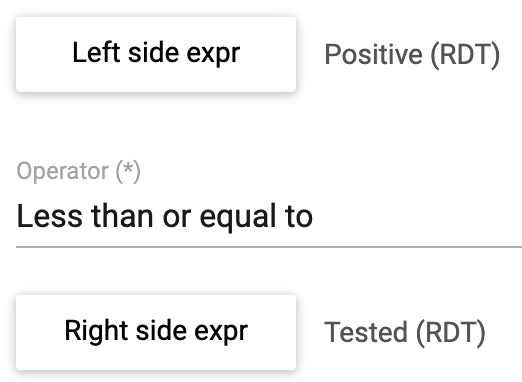 Left side expr Positive (RDT)
Operator (*)
Less than or equal to
Right side expr Tested (RDT)